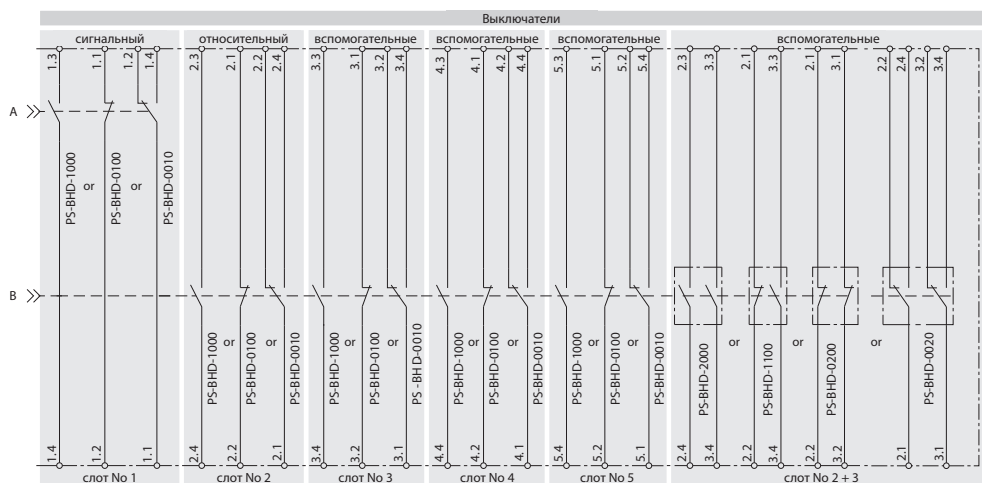 Выключатели
сигнальный относительный вспомогательные вспомогательные вспомогательные вспомогательные
1.3 1.1 1.2 1.4 2.3 2.1 2.2 2.4 3.3 3.1 3.2 3.4 4.3 4.1 4.2 4.4 5.3 5.1 5.2 5.4 2.3 3.3 2.1 3.3 2.1 3.1 2.2 2.4 3.2 3.4
A
PS-BHD-1000 or PS-BHD-0100 or PS-BHD-0010
B
PS-BHD-1000 or PS-BHD-0100 or PS-BHD-0010 PS-BHD-1000 or PS-BHD-0100 or PS -BH D-0010 PS-BHD-1000 or PS-BHD-0100 or PS-BHD-0010 PS-BHD-1000 or PS-BHD-0100 or PS-BHD-0010 PS-BHD-2000 or PS-BHD-1100 or PS-BHD-0200 or PS-BHD-0020
1.4 1.2 1.1 2.4 2.2 2.1 3.4 3.2 3.1 4.4 4.2 4.1 5.4 5.2 5.1 2.4 3.4 2.2 3.4 2.2 3.2 2.1 3.1
слот No 1 слот No 2 слот No 3 слот No 4 слот No 5 слот No 2 + 3